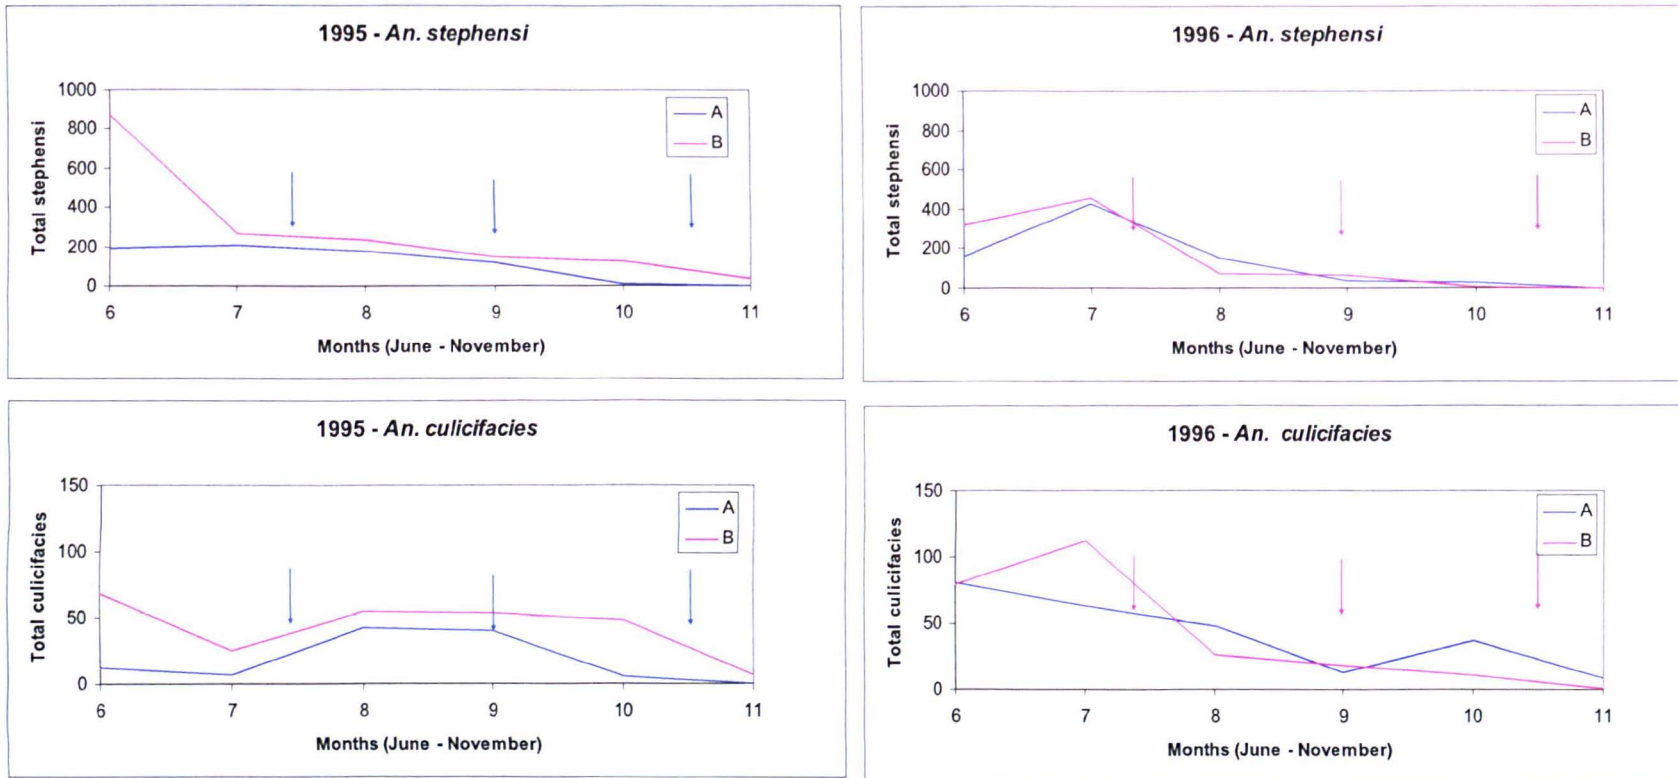 1995 - An. stephensi
Total stephensi
1000
800
600
400
200
0
A
B
6 7 8 9 10 11
Months (June - November)
1996 - An. stephensi
Total stephensi
1000
800
600
400
200
0
A
B
6 7 8 9 10 11
Months (June - November)
1995 - An. culicifacies
Total culicifacies
150
100
50
0
A
B
6 7 8 9 10 11
Months (June - November)
1996 - An. culicifacies
Total culicifacies
150
100
50
0
A
B
6 7 8 9 10 11
Months (June - November)